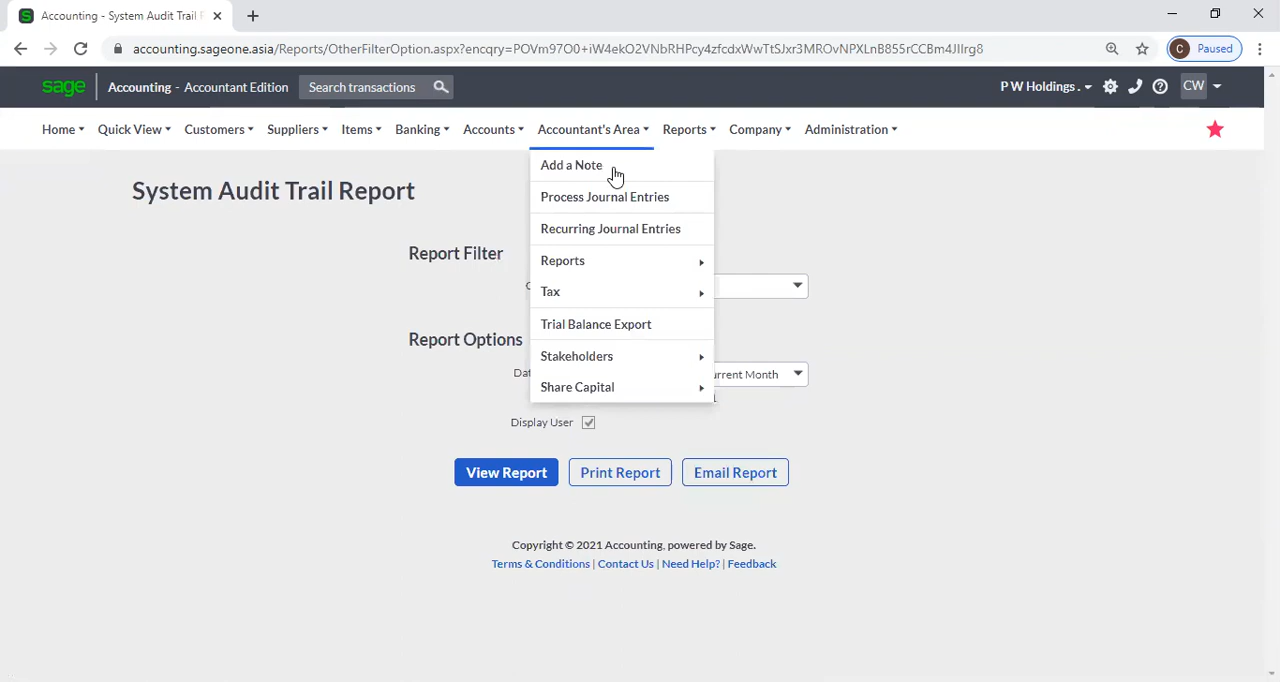 Accounting - System Audit Trail R
accounting.sageone.asia/Reports/OtherFilterOption.aspx?encqry=POVm97O0+iW4ekO2VNbRHPcy4zfcdxWwTtSJxr3MROvNPXLnB855rCCBm4JIIrg8
C Paused
sage Accounting - Accountant Edition Search transactions P W Holdings . CW
Home Quick View Customers Suppliers Items Banking Accounts Accountant's Area Reports Company Administration
Add a Note
System Audit Trail Report
Process Journal Entries
Recurring Journal Entries
Report Filter
Reports
Tax
Trial Balance Export
Report Options
Stakeholders
urrent Month
Share Capital
Display User
View Report Print Report Email Report
Copyright © 2021 Accounting, powered by Sage.
Terms & Conditions | Contact Us | Need Help? | Feedback